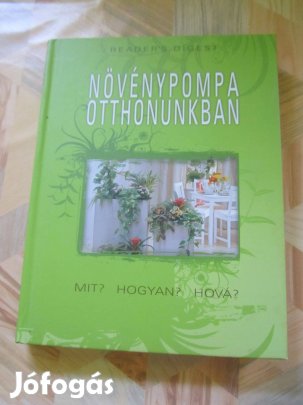 READER'S DIGEST
NÖVÉNYPOMPA
OTTHONUNKBAN
MIT? HOGYAN? HOVÁ?
Jófogás